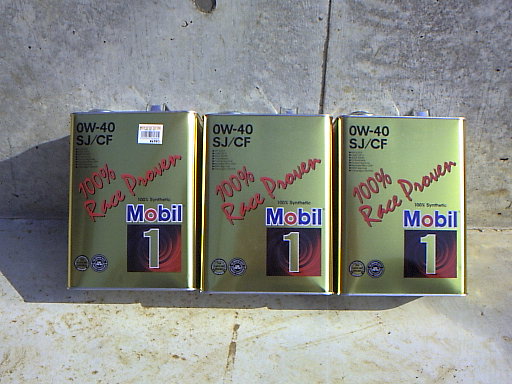 0W-40
SJ/CF
100%
Race Proven
100% Synthetic
Mobil
1
0W-40
SJ/CF
100%
Race Proven
100% Synthetic
Mobil
1
0W-40
SJ/CF
100%
Race Proven
100% Synthetic
Mobil
1